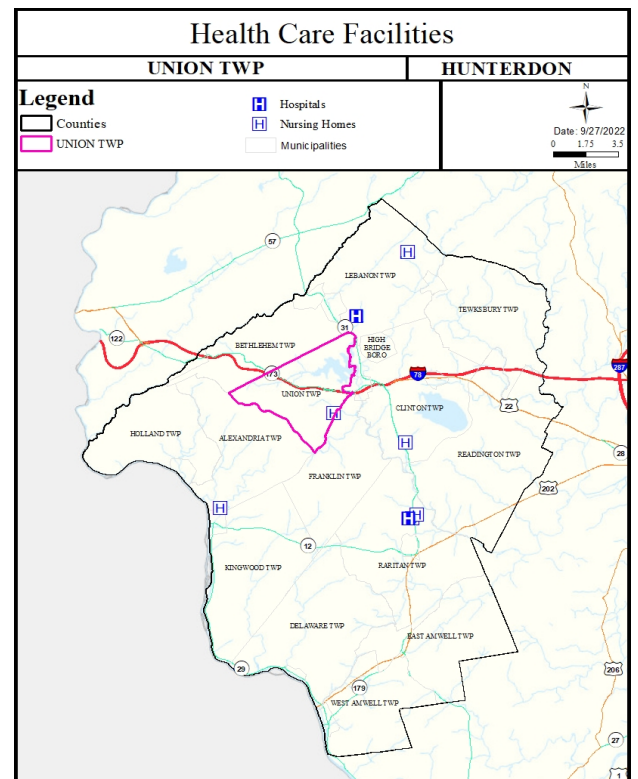 Health Care Facilities
UNION TWP
HUNTERDON
Legend
Counties
UNION TWP
H Hospitals
H Nursing Homes
Municipalities
N
Date: 9/27/2022
0 1.75 3.5
Miles
57
H
LEBANON TWP
TEWKSBURY TWP
H
31
122
BETHLEHEM TWP
HIGH
BRIDGE
BORO
173
78
287
UNION TWP
CLINTON TWP
22
H
HOLLAND TWP
ALEXANDRIA TWP
H
READINGTON TWP
28
FRANKLIN TWP
202
H
H
H
12
KINGWOOD TWP
RARITAN TWP
DELAWARE TWP
EAST AMWELL TWP
29
206
179
WEST AMWELL TWP
27
1